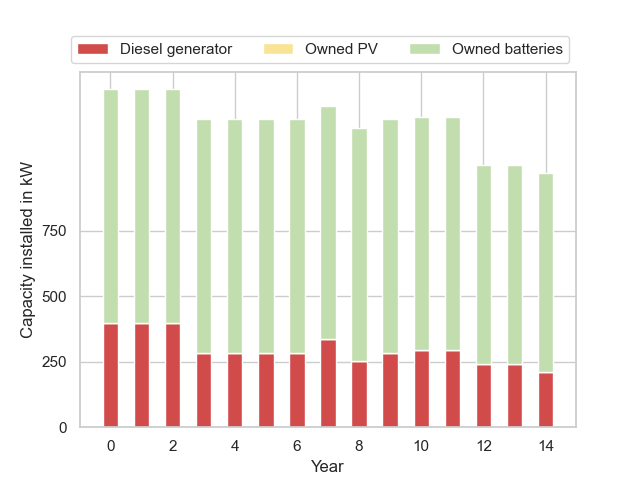 Diesel generator Owned PV Owned batteries
Capacity installed in kW
750
500
250
0
0 2 4 6 8 10 12 14
Year